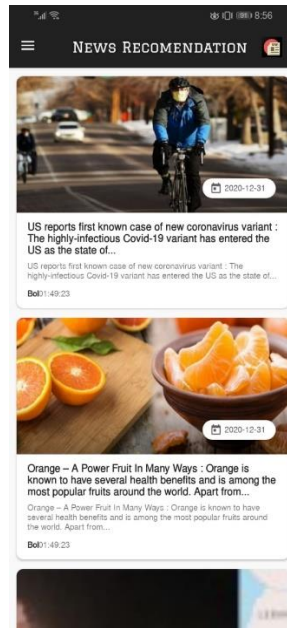 8:56
NEWS RECOMENDATION
2020-12-31
US reports first known case of new coronavirus variant :
The highly-infectious Covid-19 variant has entered the
US as the state of...
US reports first known case of new coronavirus variant : The
highly-infectious Covid-19 variant has entered the US as the state of...
Bol01:49:23
2020-12-31
Orange – A Power Fruit In Many Ways : Orange is
known to have several health benefits and is among the
most popular fruits around the world. Apart from...
Orange – A Power Fruit In Many Ways : Orange is known to have
several health benefits and is among the most popular fruits around
the world. Apart from...
Bol01:49:23